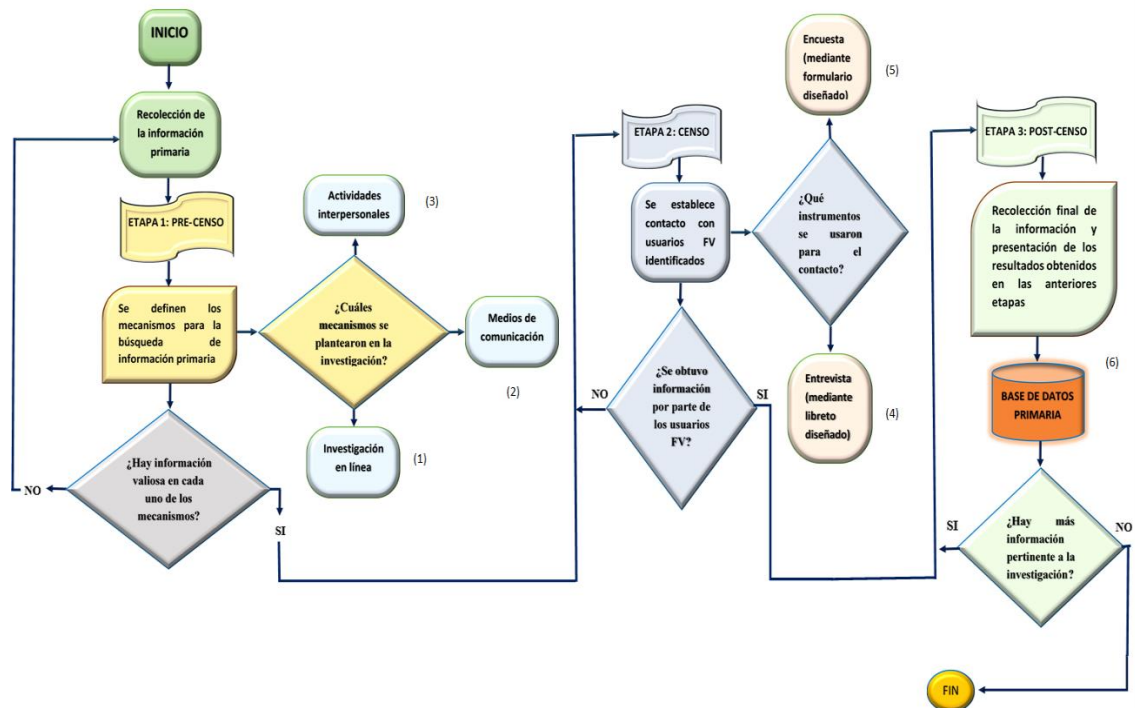 INICIO
Recolección de
la información
primaria
ETAPA 1: PRE-CENSO
Se definen los
mecanismos para la
búsqueda de
información primaria
¿Cuáles
mecanismos se
plantearon en la
investigación?
Actividades
interpersonales
(3)
Medios de
comunicación
(2)
Investigación
en línea
(1)
¿Hay información
valiosa en cada
uno de los
mecanismos?
NO
SI
ETAPA 2: CENSO
Se establece
contacto con
usuarios FV
identificados
¿Qué
instrumentos
se usaron
para el
contacto?
Encuesta
(mediante
formulario
diseñado)
(5)
Entrevista
(mediante
libreto
diseñado)
(4)
¿Se obtuvo
información
por parte de
los usuarios
FV?
NO
SI
ETAPA 3: POST-CENSO
Recolección final de
la información y
presentación de los
resultados obtenidos
en las anteriores
etapas
(6)
BASE DE DATOS
PRIMARIA
¿Hay más
información
pertinente a la
investigación?
SI
NO
FIN